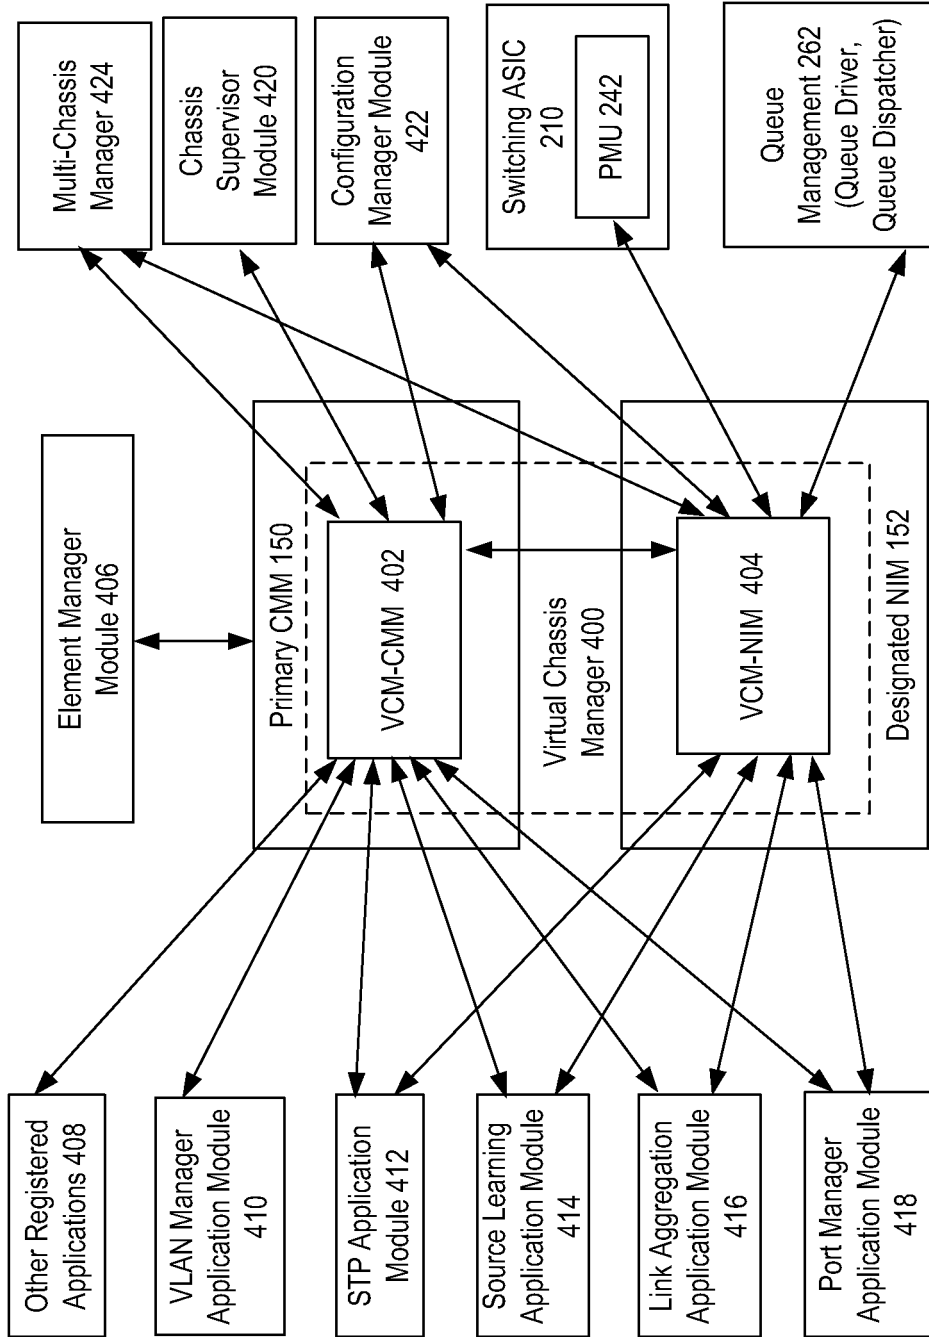 Other Registered
Applications 408
VLAN Manager
Application Module
410
STP Application
Module 412
Source Learning
Application Module
414
Link Aggregation
Application Module
416
Port Manager
Application Module
418
Element Manager
Module 406
Primary CMM 150
VCM-CMM 402
Virtual Chassis
Manager 400
VCM-NIM 404
Designated NIM 152
Multi-Chassis
Manager 424
Chassis
Supervisor
Module 420
Configuration
Manager Module
422
Switching ASIC
210
PMU 242
Queue
Management 262
(Queue Driver,
Queue Dispatcher)